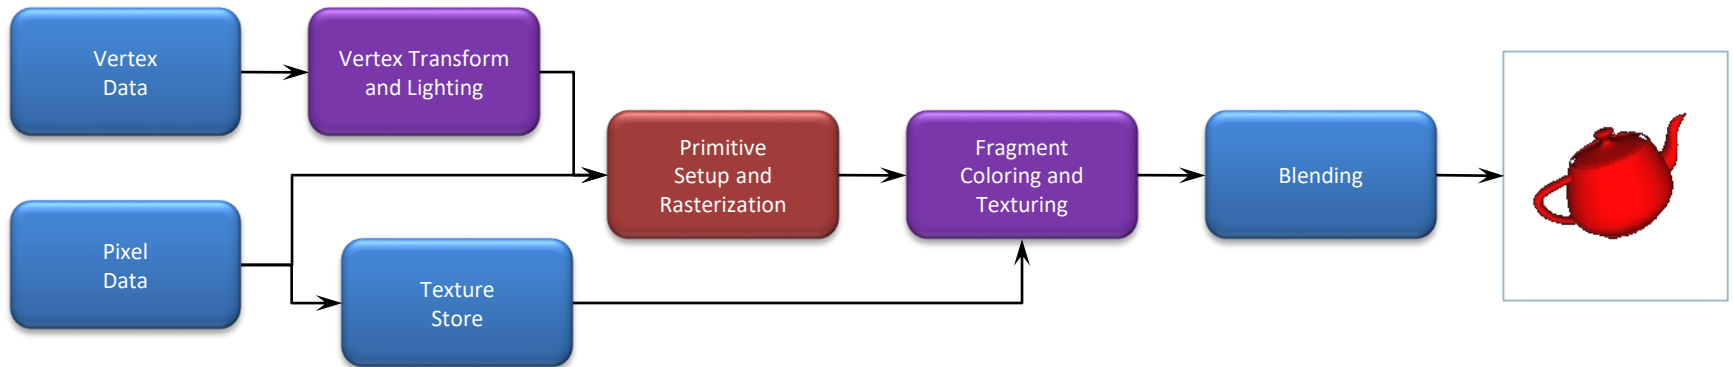 Vertex
Data
Vertex Transform
and Lighting
Primitive
Setup and
Rasterization
Fragment
Coloring and
Texturing
Blending
Pixel
Data
Texture
Store